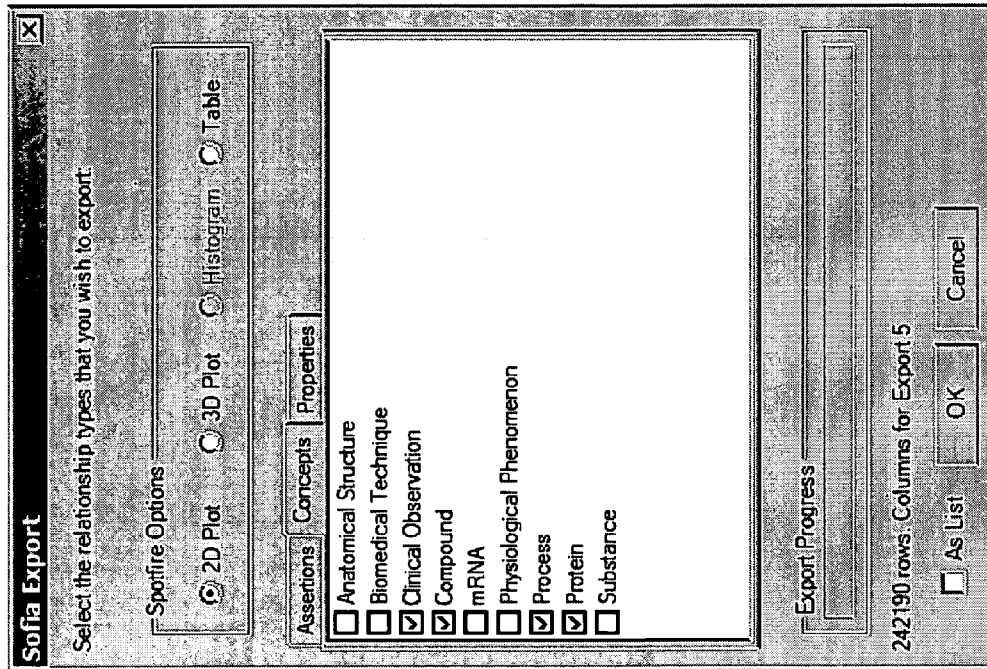 Sofia Export
Select the relationship types that you wish to export:
Spotfire Options
2D Plot 3D Plot Histogram Table
Assertions Concepts Properties
Anatomical Structure
Biomedical Technique
Clinical Observation
Compound
mRNA
Physiological Phenomenon
Process
Protein
Substance
Export Progress
242190 rows: Columns for Export 5
As List OK Cancel